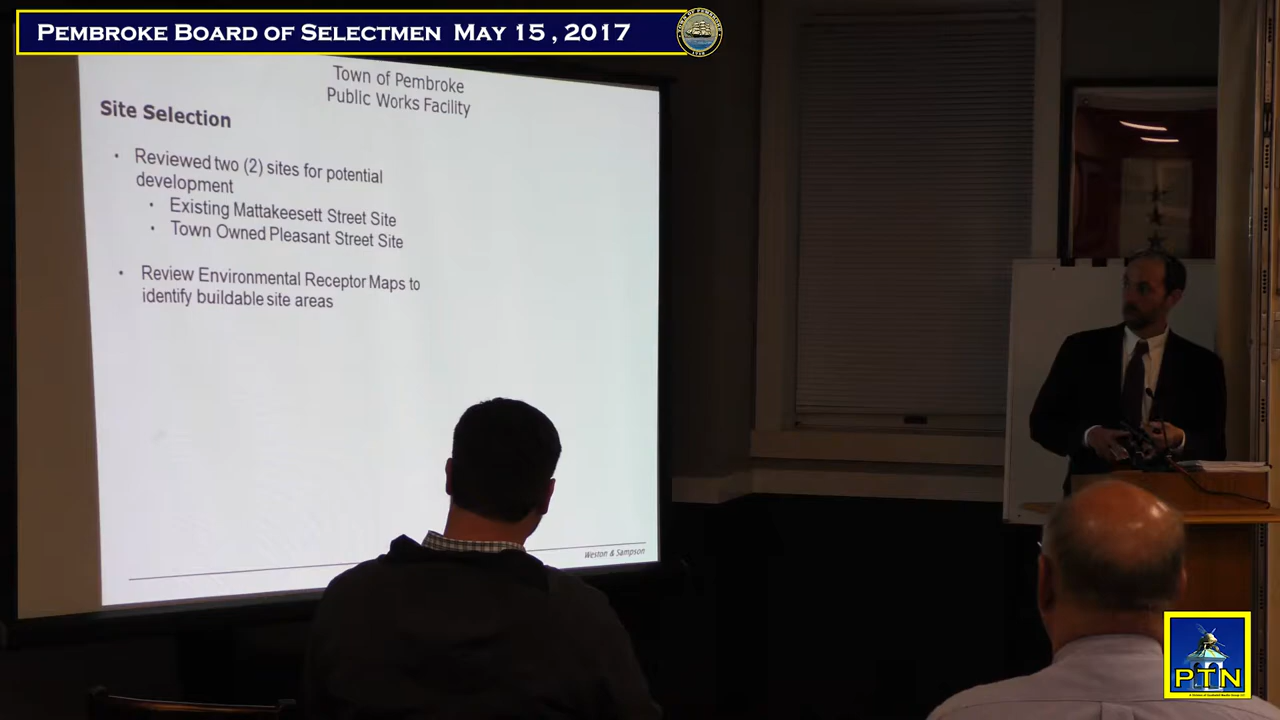 PEMBROKE BOARD OF SELECTMEN MAY 15, 2017
Town of Pembroke
Public Works Facility
Site Selection
• Reviewed two (2) sites for potential
development
• Existing Mattakeesett Street Site
• Town Owned Pleasant Street Site
• Review Environmental Receptor Maps to
identify buildable site areas
Weston & Sampson
PTN